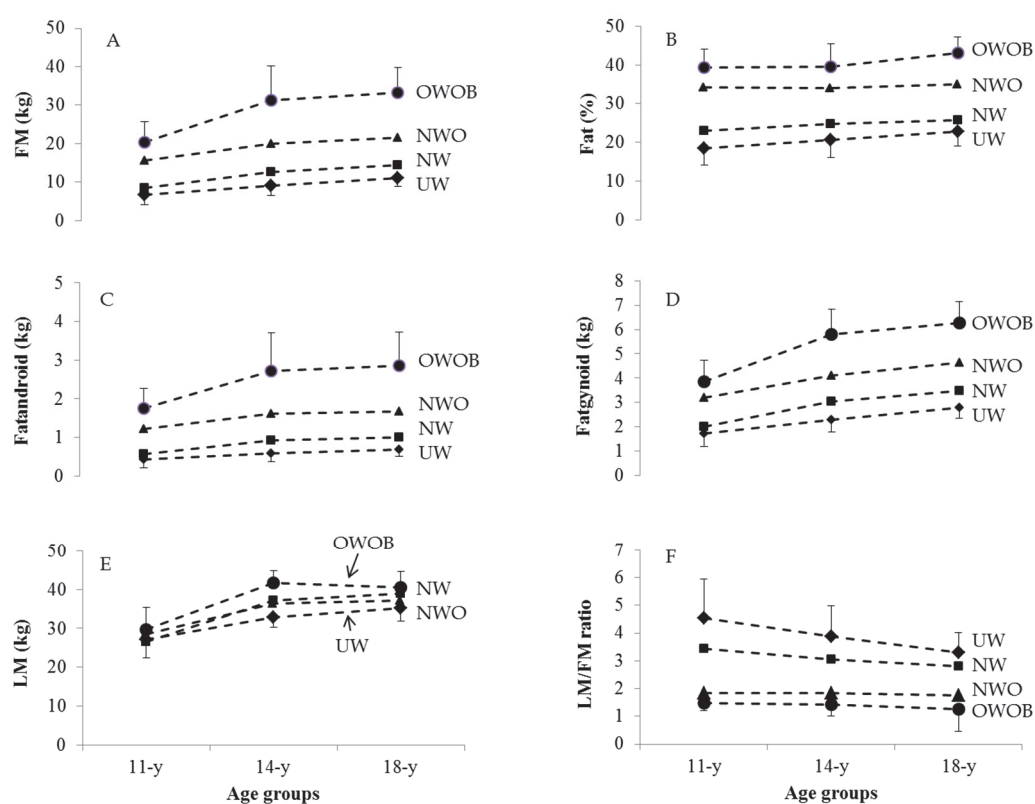 A
FM (kg)
50
40
30
20
10
0
OWOB
NWO
NW
UW
B
Fat (%)
50
40
30
20
10
0
OWOB
NWO
NW
UW
C
Fatandroid (kg)
5
4
3
2
1
0
OWOB
NWO
NW
UW
D
Fatgynoid (kg)
8
7
6
5
4
3
2
1
0
OWOB
NWO
NW
UW
E
LM (kg)
50
40
30
20
10
0
OWOB
NW
NWO
UW
11-y 14-y 18-y
Age groups
F
LM/FM ratio
7
6
5
4
3
2
1
0
UW
NW
NWO
OWOB
11-y 14-y 18-y
Age groups